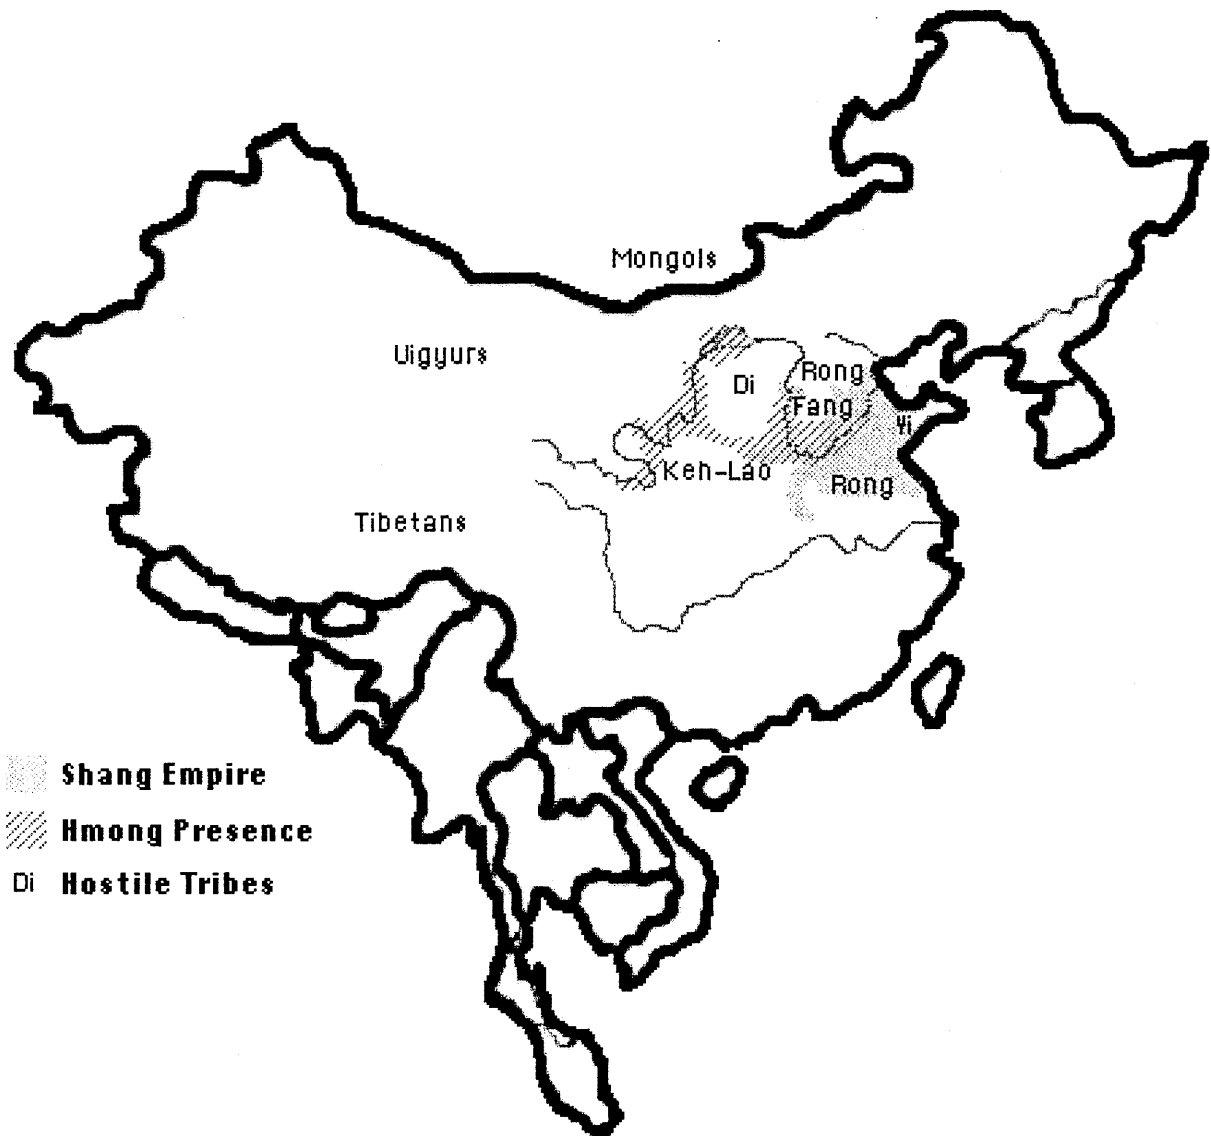 Mongols
Uigyurs
Di
Rong
Fang
Yi
Keh-Lao
Rong
Tibetans
Shang Empire
Hmong Presence
Di Hostile Tribes